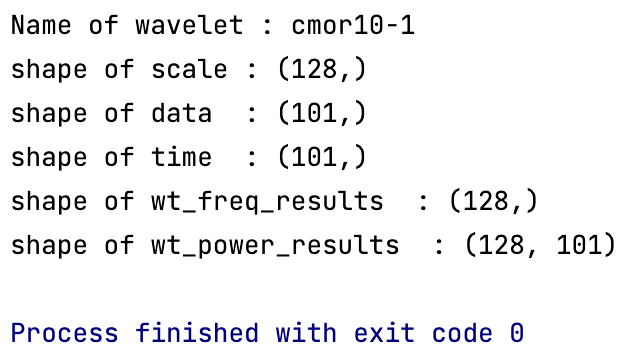 Name of wavelet : cmor10-1
shape of scale : (128,)
shape of data  : (101,)
shape of time  : (101,)
shape of wt_freq_results  : (128,)
shape of wt_power_results  : (128, 101)
Process finished with exit code 0